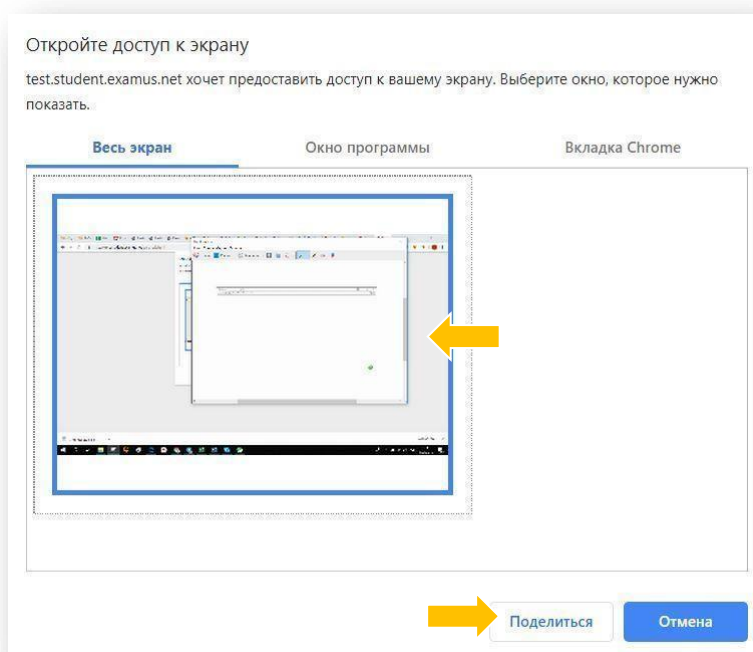 Откройте доступ к экрану
test.student.examus.net хочет предоставить доступ к вашему экрану. Выберите окно, которое нужно
показать.
Весь экран Окно программы Вкладка Chrome
Поделиться Отмена